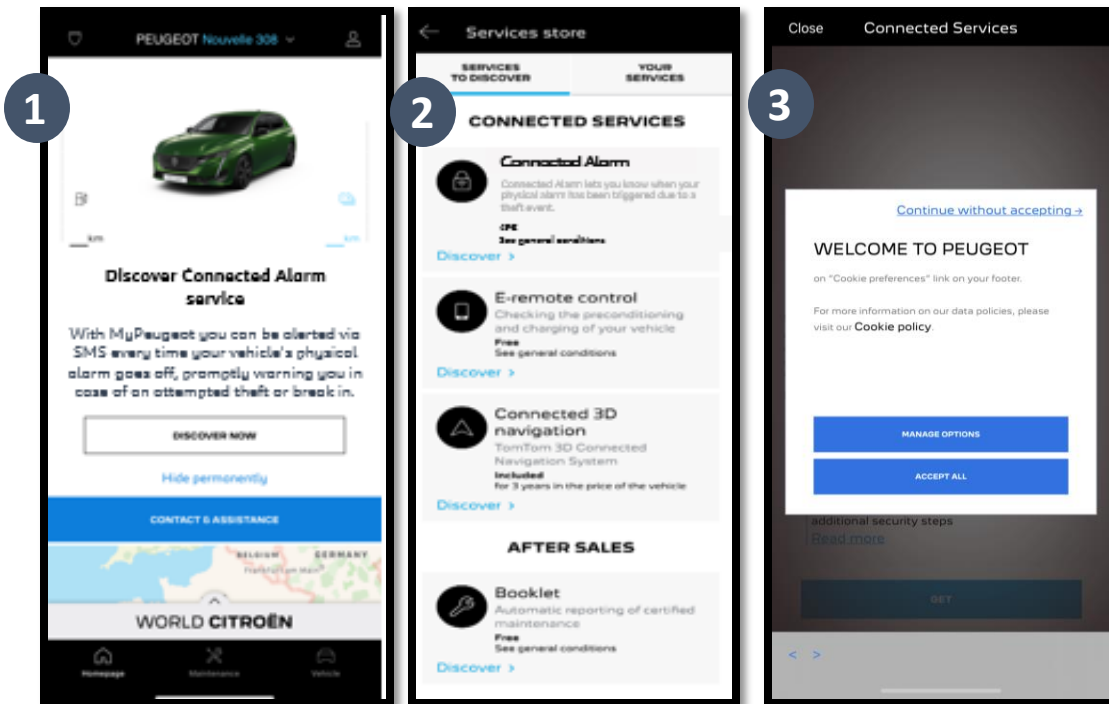 1
PEUGEOT Nouvelle 308
km
km
Discover Connected Alarm
service
With MyPeugeot you can be alerted via
SMS every time your vehicle's physical
alarm goes off, promptly warning you in
case of an attempted theft or break in.
DISCOVER NOW
Hide permanently
CONTACT & ASSISTANCE
BELGIUM
GERMANY
Frankfurt am Main
WORLD CITROËN
Homepage
Maintenance
Vehicle
2
Services store
SERVICES
TO DISCOVER
YOUR
SERVICES
CONNECTED SERVICES
Connected Alarm
Connected Alarm lets you know when your
physical alarm has been triggered due to a
theft event.
See general conditions
Discover >
E-remote control
Checking the preconditioning
and charging of your vehicle
Free
See general conditions
Discover >
Connected 3D
navigation
TomTom 3D Connected
Navigation System
Included
for 3 years in the price of the vehicle
Discover >
AFTER SALES
Booklet
Automatic reporting of certified
maintenance
Free
See general conditions
Discover >
3
Close
Connected Services
Continue without accepting →
WELCOME TO PEUGEOT
on "Cookie preferences" link on your footer.
For more information on our data policies, please
visit our Cookie policy.
MANAGE OPTIONS
ACCEPT ALL
additional security steps
Read more
GET
< >